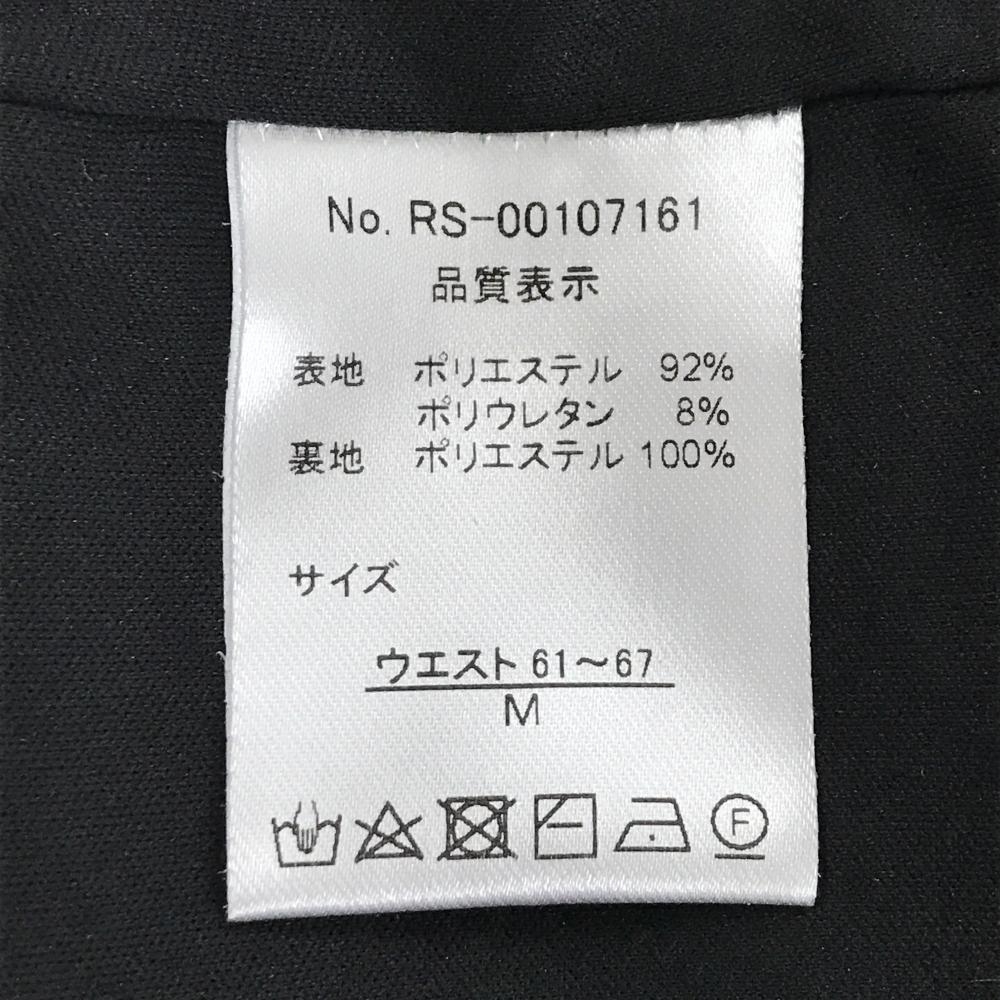 No. RS-00107161
品質表示
表地 ポリエステル 92%
ポリウレタン 8%
裏地 ポリエステル 100%
サイズ
ウエスト 61～67
M
F